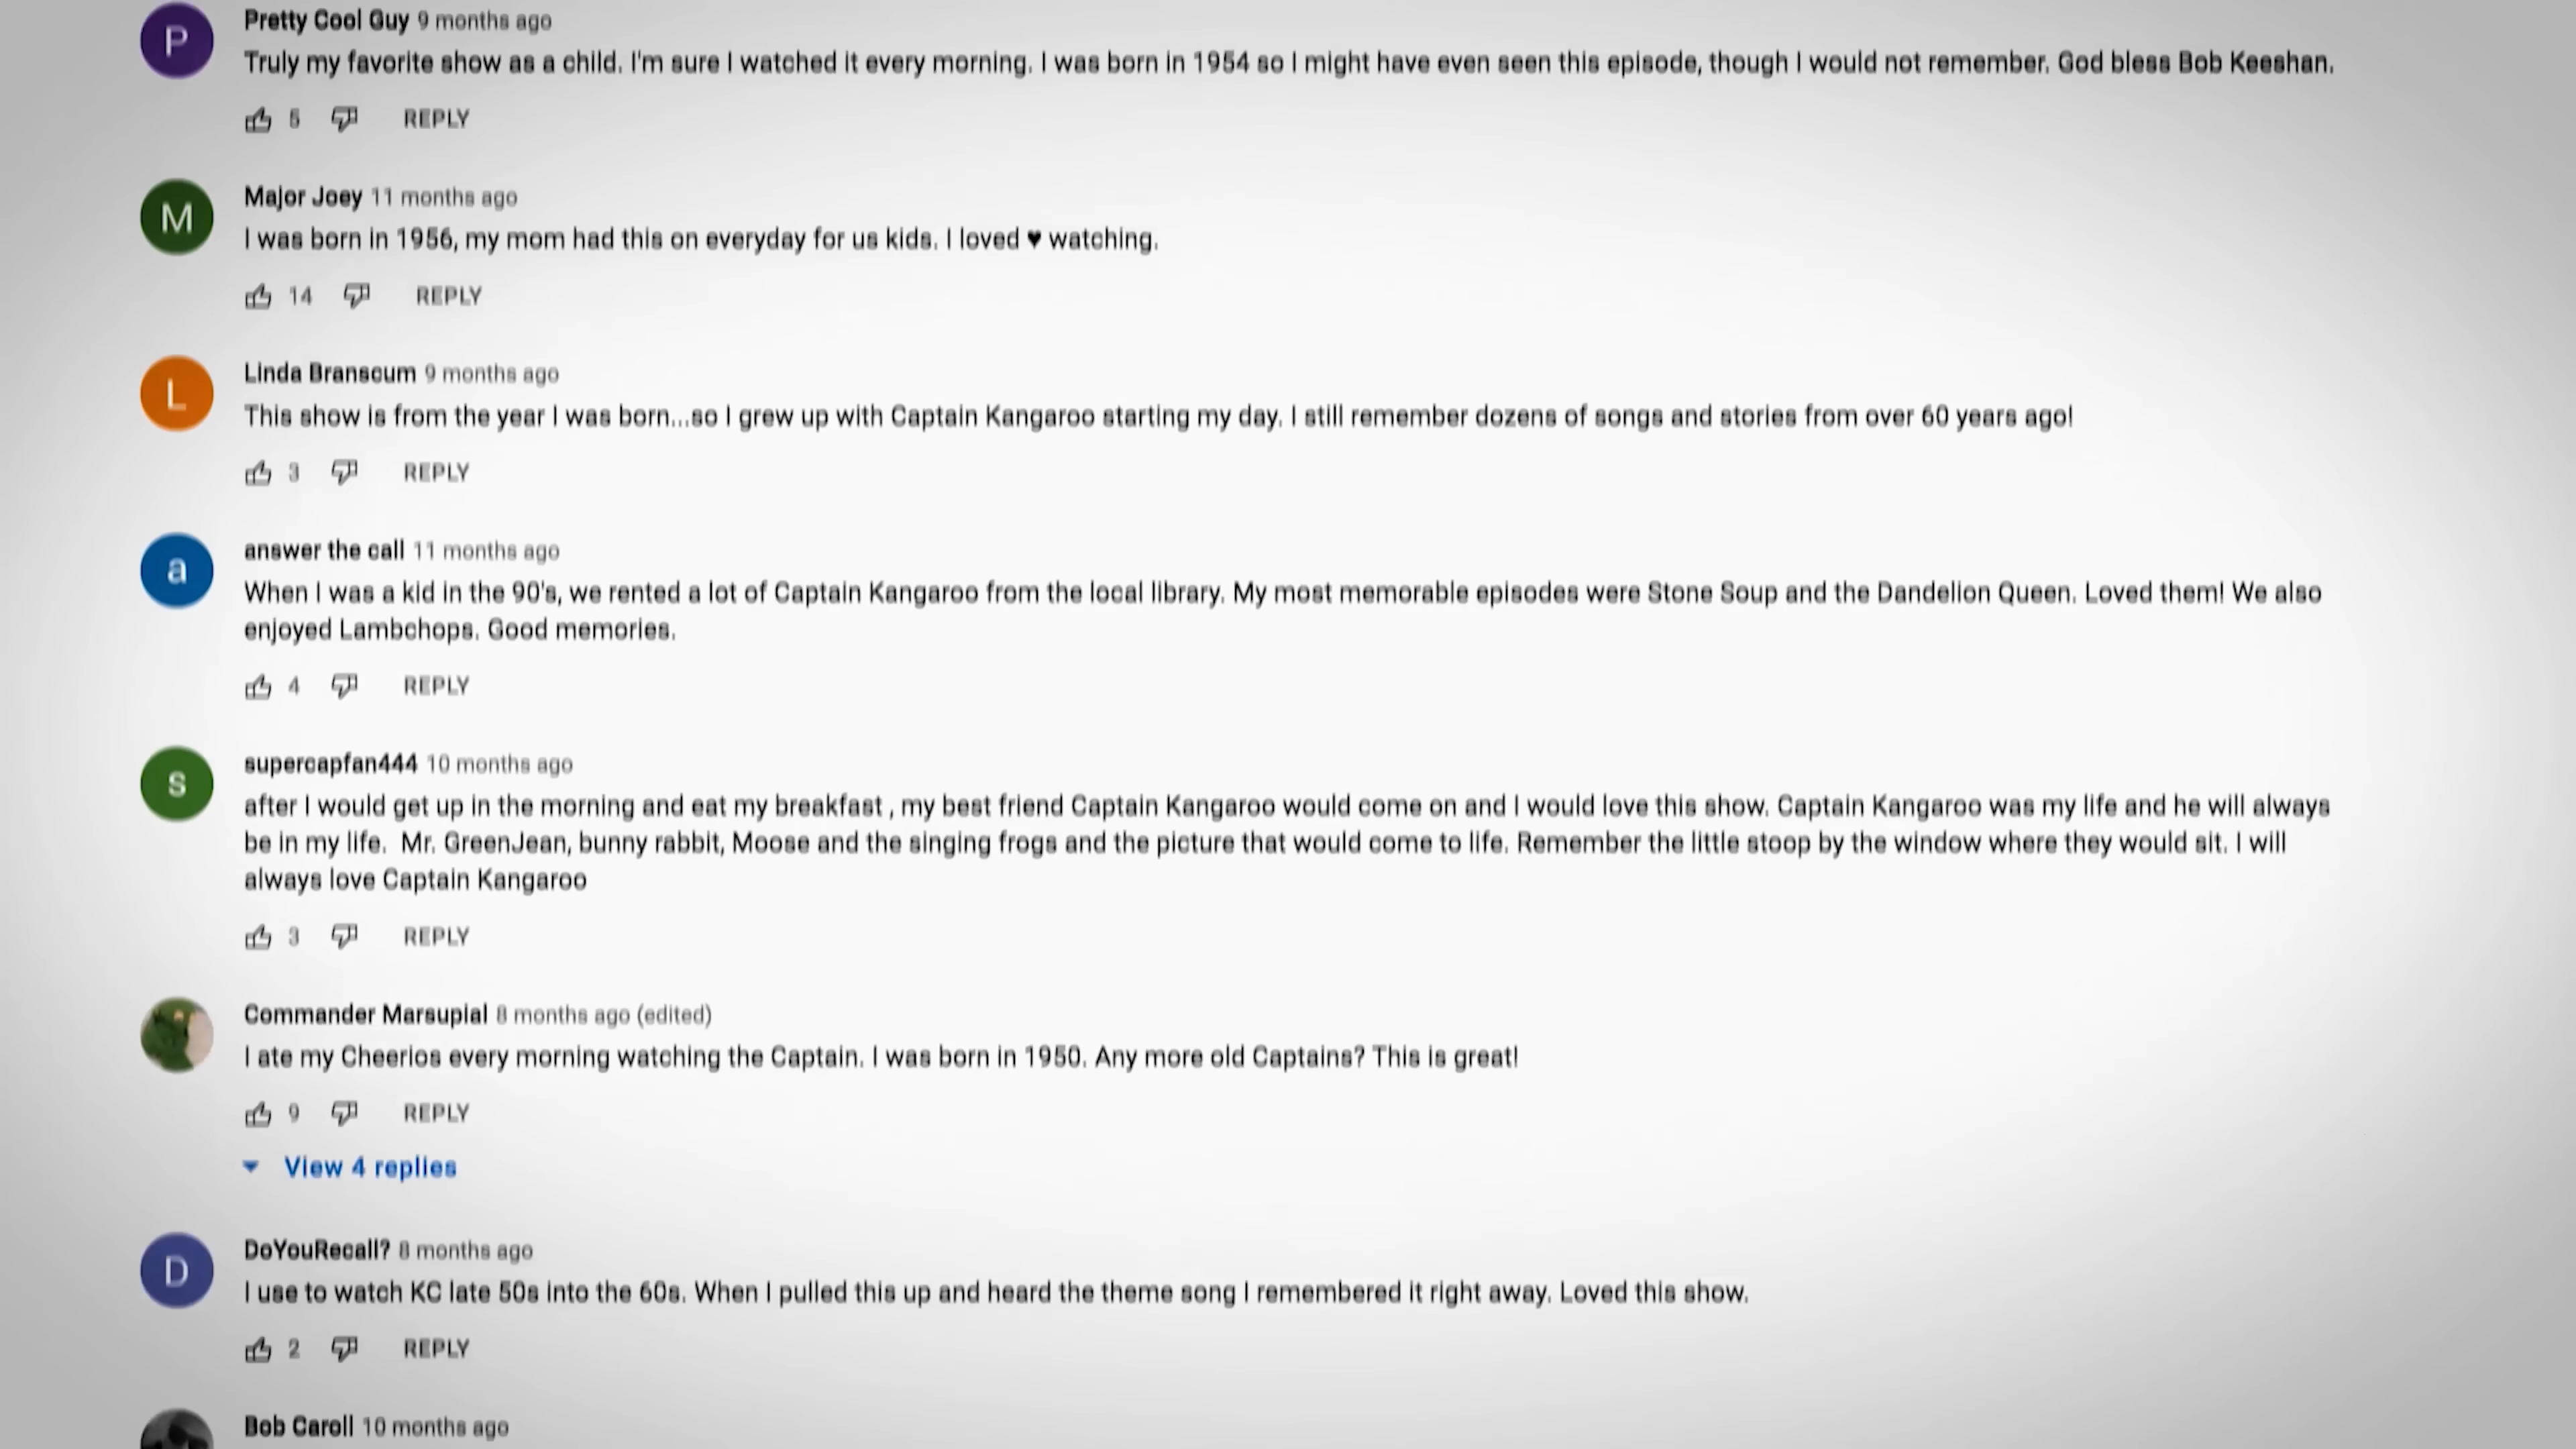 P
Pretty Cool Guy 9 months ago
Truly my favorite show as a child. I'm sure I watched it every morning. I was born in 1954 so I might have even seen this episode, though I would not remember. God bless Bob Keeshan.
5 REPLY
M
Major Joey 11 months ago
I was born in 1956, my mom had this on everyday for us kids. I loved ♥ watching.
14 REPLY
L
Linda Branscum 9 months ago
This show is from the year I was born...so I grew up with Captain Kangaroo starting my day. I still remember dozens of songs and stories from over 60 years ago!
3 REPLY
a
answer the call 11 months ago
When I was a kid in the 90's, we rented a lot of Captain Kangaroo from the local library. My most memorable episodes were Stone Soup and the Dandelion Queen. Loved them! We also
enjoyed Lambchops. Good memories.
4 REPLY
s
supercapfan444 10 months ago
after I would get up in the morning and eat my breakfast , my best friend Captain Kangaroo would come on and I would love this show. Captain Kangaroo was my life and he will always
be in my life. Mr. GreenJean, bunny rabbit, Moose and the singing frogs and the picture that would come to life. Remember the little stoop by the window where they would sit. I will
always love Captain Kangaroo
3 REPLY
Commander Marsupial 8 months ago (edited)
I ate my Cheerios every morning watching the Captain. I was born in 1950. Any more old Captains? This is great!
9 REPLY
View 4 replies
D
DoYouRecall? 8 months ago
I use to watch KC late 50s into the 60s. When I pulled this up and heard the theme song I remembered it right away. Loved this show.
2 REPLY
Bob Caroll 10 months ago